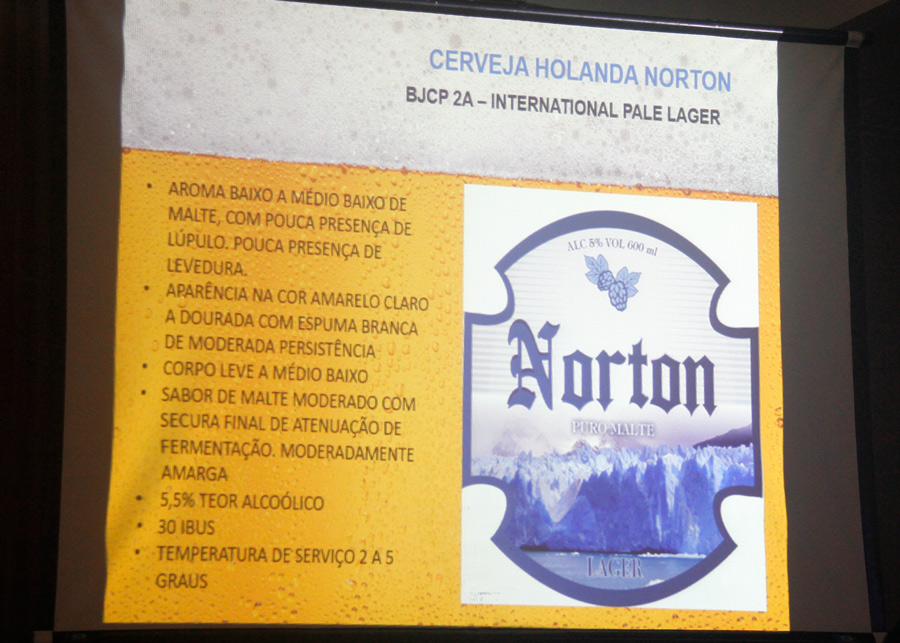 CERVEJA HOLANDA NORTON
BJCP 2A – INTERNATIONAL PALE LAGER
• AROMA BAIXO A MÉDIO BAIXO DE
MALTE, COM POUCA PRESENÇA DE
LÚPULO. POUCA PRESENÇA DE
LEVEDURA.
• APARÊNCIA NA COR AMARELO CLARO
A DOURADA COM ESPUMA BRANCA
DE MODERADA PERSISTÊNCIA
• CORPO LEVE A MÉDIO BAIXO
• SABOR DE MALTE MODERADO COM
SECURA FINAL DE ATENUAÇÃO DE
FERMENTAÇÃO. MODERADAMENTE
AMARGA
• 5,5% TEOR ALCOÓLICO
• 30 IBUS
• TEMPERATURA DE SERVIÇO 2 A 5
GRAUS
ALC 5% VOL 600 ml
Norton
PURO MALTE
LAGER